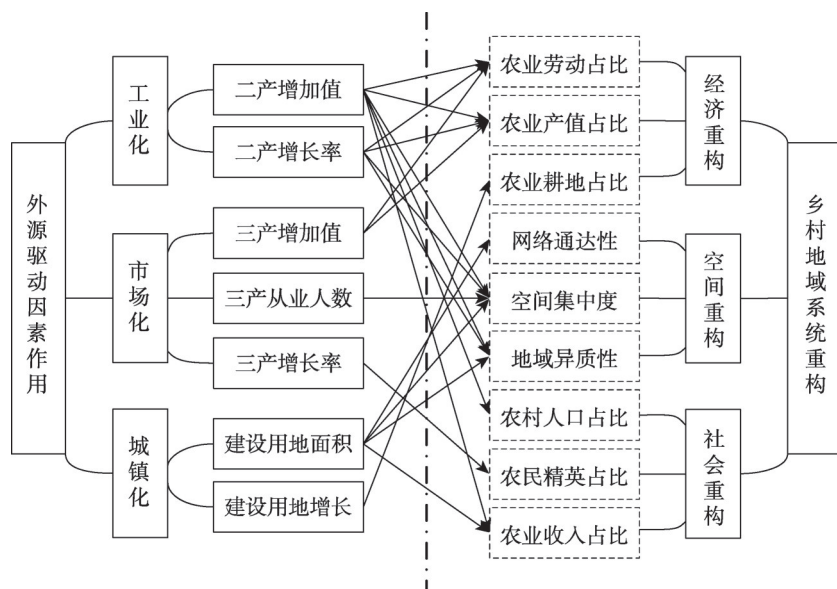 外源驱动因素作用
工业化
二产增加值
二产增长率
市场化
三产增加值
三产从业人数
三产增长率
城镇化
建设用地面积
建设用地增长
农业劳动占比
农业产值占比
农业耕地占比
网络通达性
空间集中度
地域异质性
农村人口占比
农民精英占比
农业收入占比
经济重构
空间重构
社会重构
乡村地域系统重构